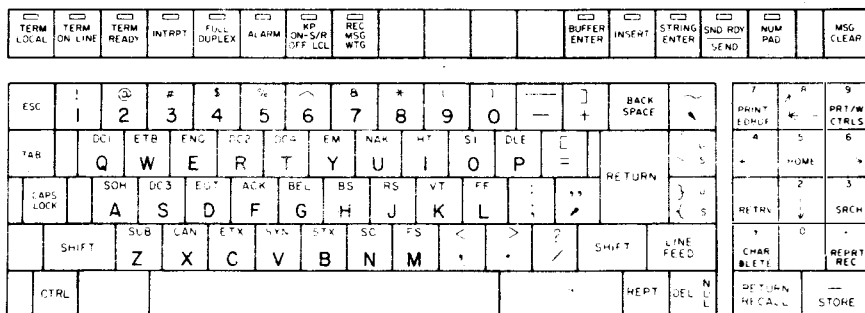 TERM LOCAL
TERM ON LINE
TERM READY
INTRPT
FULL DUPLEX
ALARM
KP ON-S/R OFF LCL
REC MSG WTG
BUFFER ENTER
INSERT
STRING ENTER
SND RDY SEND
NUM PAD
MSG CLEAR
ESC
! 1
@ 2
# 3
$ 4
% 5
^ 6
& 7
* 8
( 9
) 0
— —
] +
BACK SPACE
~ \
7 PRINT EDBUF
8
9 PRT/W CTRLS
TAB
DC1 Q
ETB W
ENQ E
DC2 R
DC4 T
EM Y
NAK U
HT I
SI O
DLE P
[ =
RETURN
4
5 HOME
6
CAPS LOCK
SOH A
DC3 S
EOT D
ACK F
BEL G
BS H
RS J
VT K
FF L
: ;
" '
} {
RETRV
2
3 SRCH
SHIFT
SUB Z
CAN X
ETX C
SYN V
STX B
SO N
FS M
< ,
> .
? /
SHIFT
LINE FEED
, CHAR DLETE
0
. REPRT REC
CTRL
REPT
DEL NUL
RETURN RECALL
— STORE